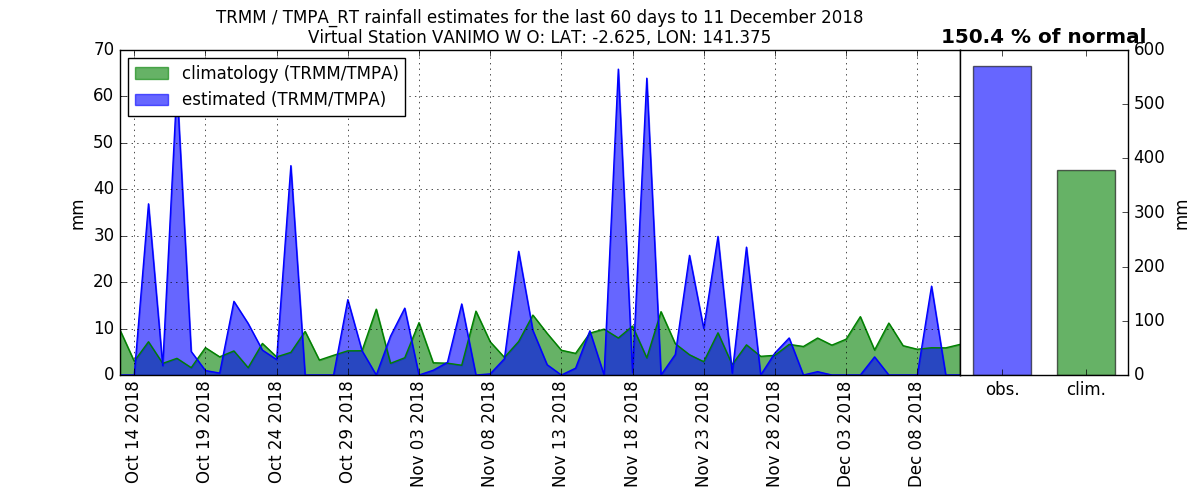 TRMM / TMPA_RT rainfall estimates for the last 60 days to 11 December 2018
Virtual Station VANIMO W O: LAT: -2.625, LON: 141.375
150.4 % of normal
climatology (TRMM/TMPA)
estimated (TRMM/TMPA)
70
60
50
40
30
20
10
0
mm
Oct 14 2018
Oct 19 2018
Oct 24 2018
Oct 29 2018
Nov 03 2018
Nov 08 2018
Nov 13 2018
Nov 18 2018
Nov 23 2018
Nov 28 2018
Dec 03 2018
Dec 08 2018
obs.
clim.
600
500
400
300
200
100
0
mm